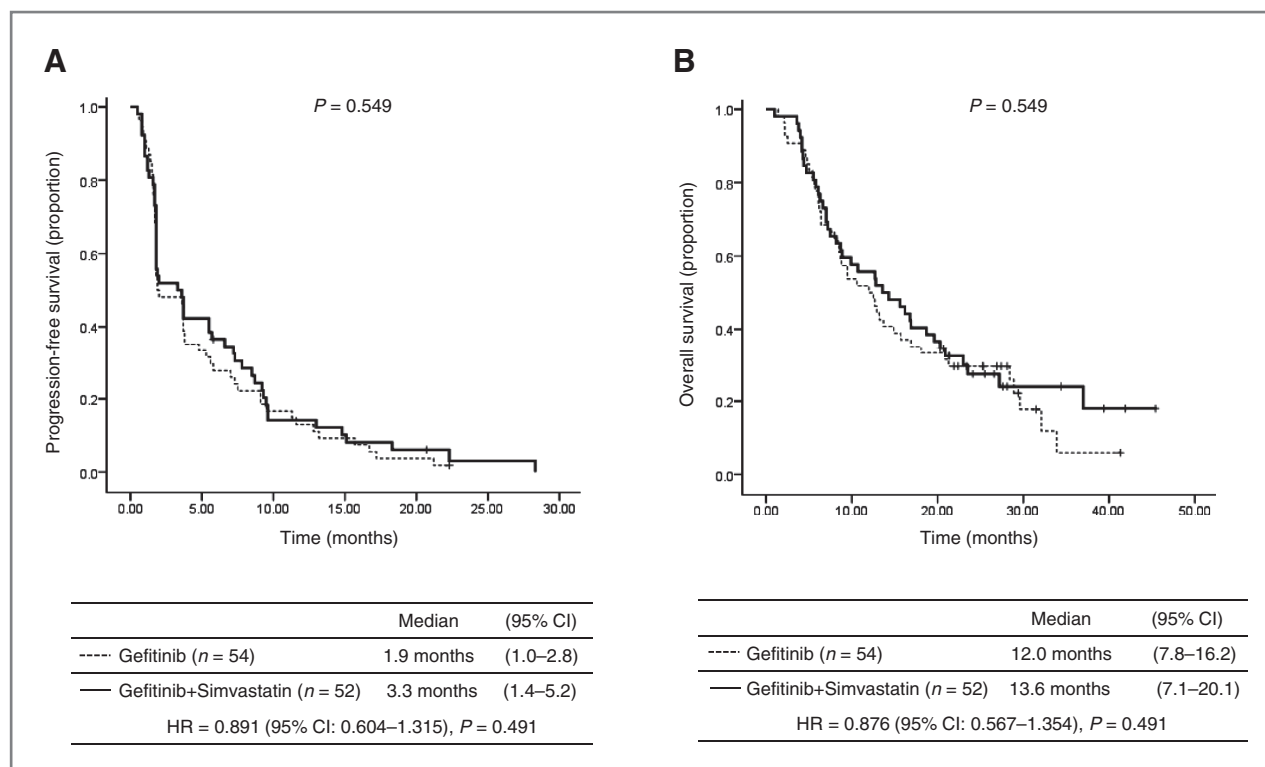 A
P = 0.549
Progression-free survival (proportion)
1.0
0.8
0.6
0.4
0.2
0.0
0.00 5.00 10.00 15.00 20.00 25.00 30.00
Time (months)
Median (95% CI)
Gefitinib (n = 54) 1.9 months (1.0–2.8)
Gefitinib+Simvastatin (n = 52) 3.3 months (1.4–5.2)
HR = 0.891 (95% CI: 0.604–1.315), P = 0.491
B
P = 0.549
Overall survival (proportion)
1.0
0.8
0.6
0.4
0.2
0.0
0.00 10.00 20.00 30.00 40.00 50.00
Time (months)
Median (95% CI)
Gefitinib (n = 54) 12.0 months (7.8–16.2)
Gefitinib+Simvastatin (n = 52) 13.6 months (7.1–20.1)
HR = 0.876 (95% CI: 0.567–1.354), P = 0.491